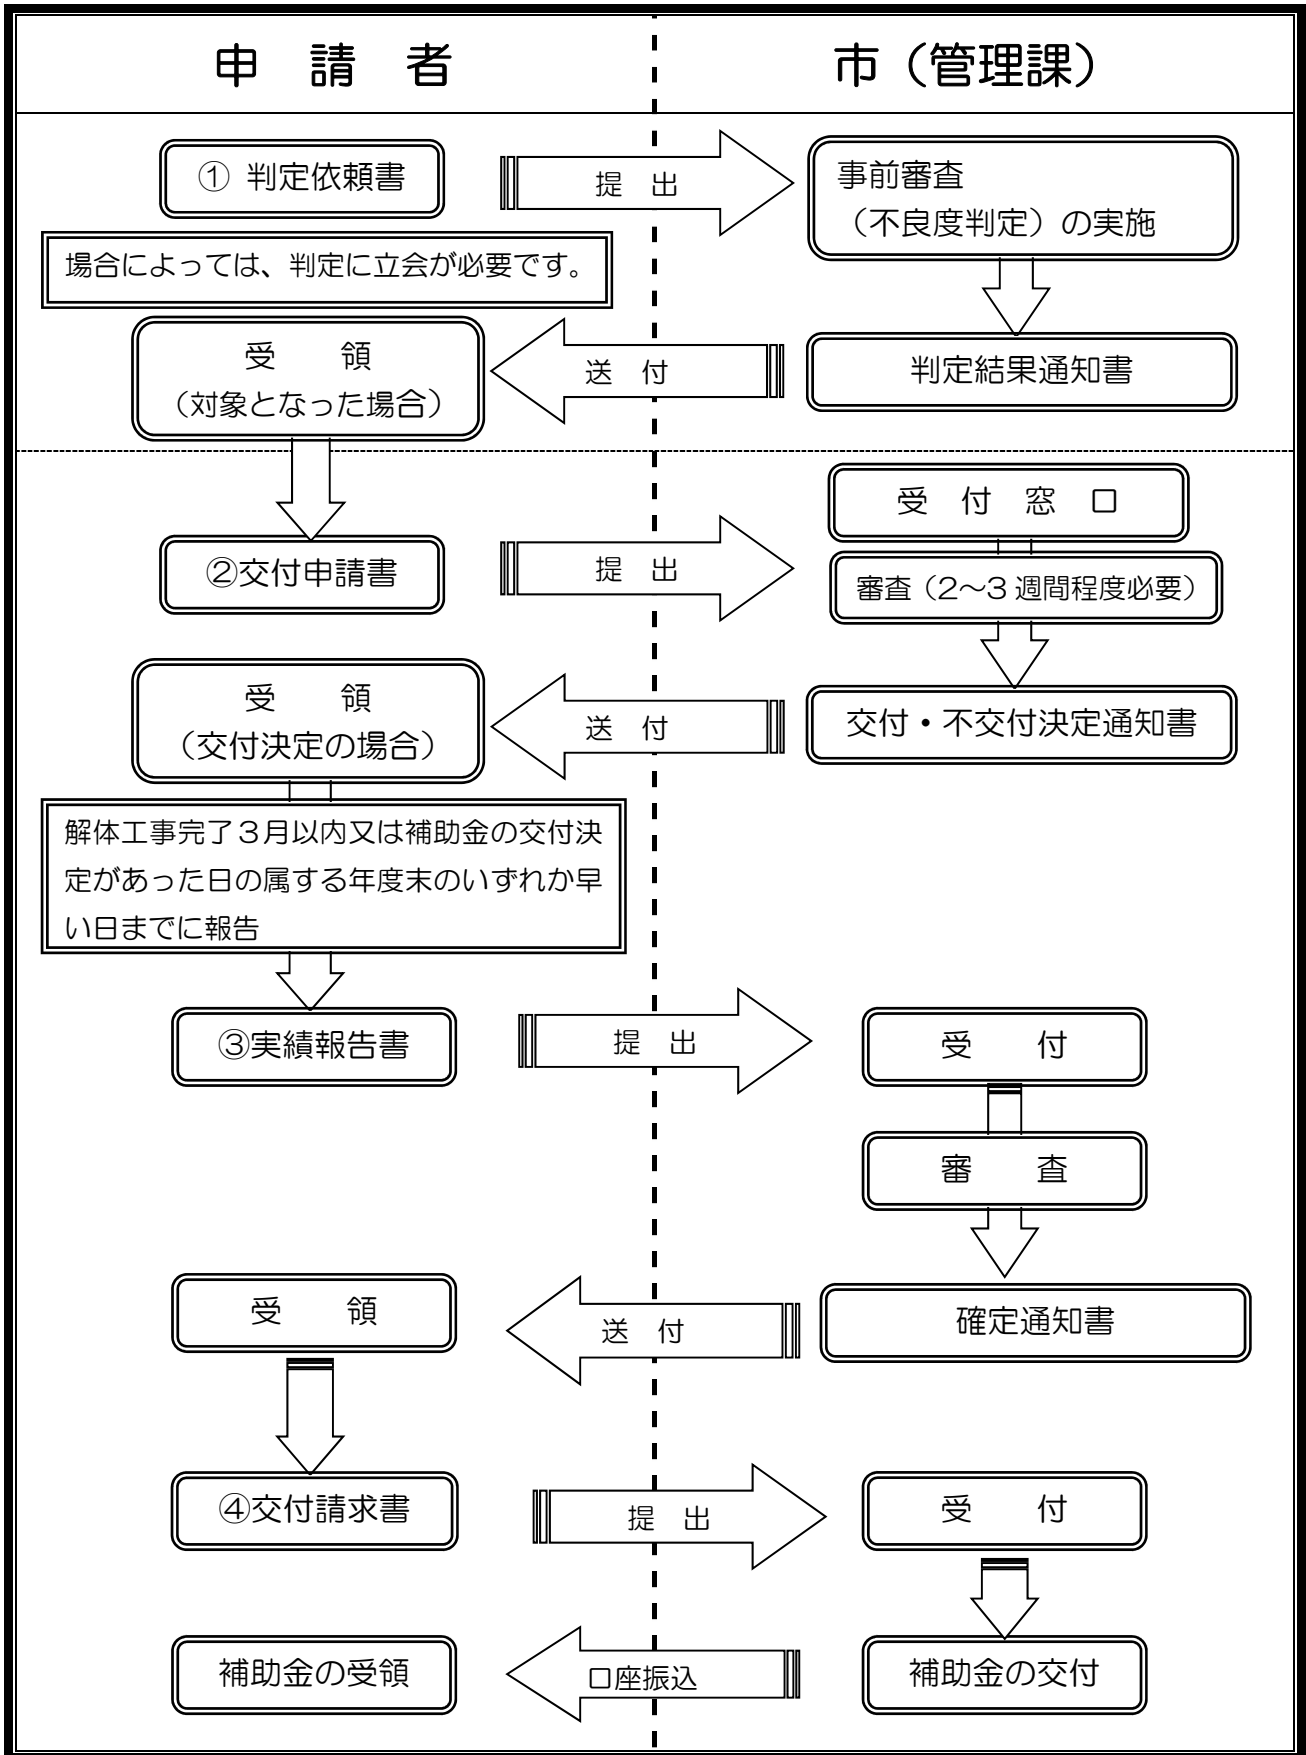 申　請　者
市（管理課）
① 判定依頼書
提　出
事前審査
（不良度判定）の実施
場合によっては、判定に立会が必要です。
判定結果通知書
送　付
受　　領
（対象となった場合）
②交付申請書
提　出
受　付　窓　口
審査（2～3 週間程度必要）
交付・不交付決定通知書
送　付
受　　領
（交付決定の場合）
解体工事完了３月以内又は補助金の交付決
定があった日の属する年度末のいずれか早
い日までに報告
③実績報告書
提　出
受　　付
審　　査
確定通知書
送　付
受　　領
④交付請求書
提　出
受　　付
補助金の交付
口座振込
補助金の受領